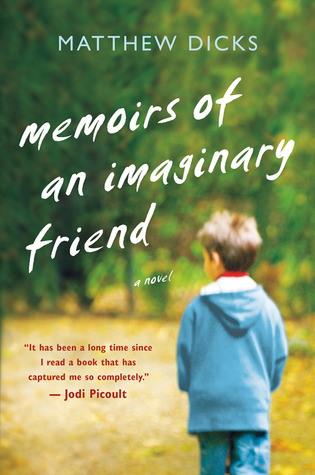 MATTHEW DICKS
memoirs of
an imaginary
friend
a novel
“It has been a long time since
I read a book that has
captured me so completely.”
— Jodi Picoult